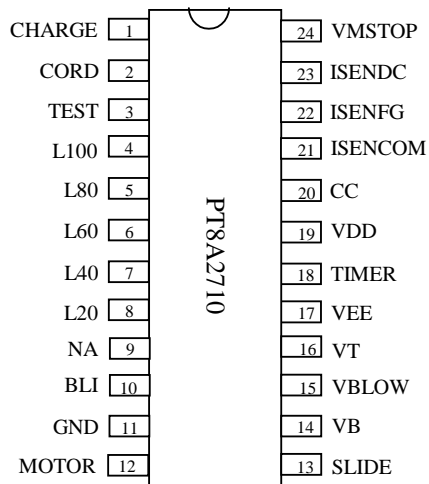 CHARGE 1 24 VMSTOP
CORD 2 23 ISENDC
TEST 3 22 ISENFG
L100 4 21 ISENCOM
L80 5 20 CC
L60 6 19 VDD
L40 7 18 TIMER
L20 8 17 VEE
NA 9 16 VT
BLI 10 15 VBLOW
GND 11 14 VB
MOTOR 12 13 SLIDE
PT8A2710